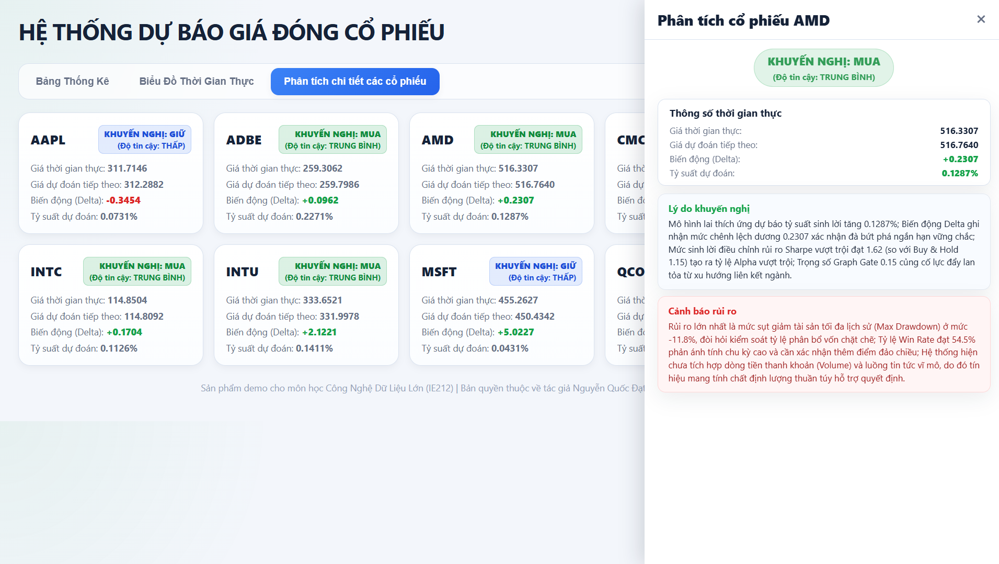 HỆ THỐNG DỰ BÁO GIÁ ĐÓNG CỔ PHIẾU
Bảng Thống Kê
Biểu Đồ Thời Gian Thực
Phân tích chi tiết các cổ phiếu
AAPL
KHUYẾN NGHỊ: GIỮ
(Độ tin cậy: THẤP)
Giá thời gian thực: 311.7146
Giá dự đoán tiếp theo: 312.2882
Biến động (Delta): -0.3454
Tỷ suất dự đoán: 0.0731%
ADBE
KHUYẾN NGHỊ: MUA
(Độ tin cậy: TRUNG BÌNH)
Giá thời gian thực: 259.3062
Giá dự đoán tiếp theo: 259.7986
Biến động (Delta): +0.0962
Tỷ suất dự đoán: 0.2271%
AMD
KHUYẾN NGHỊ: MUA
(Độ tin cậy: TRUNG BÌNH)
Giá thời gian thực: 516.3307
Giá dự đoán tiếp theo: 516.7640
Biến động (Delta): +0.2307
Tỷ suất dự đoán: 0.1287%
INTC
KHUYẾN NGHỊ: MUA
(Độ tin cậy: TRUNG BÌNH)
Giá thời gian thực: 114.8504
Giá dự đoán tiếp theo: 114.8092
Biến động (Delta): +0.1704
Tỷ suất dự đoán: 0.1126%
INTU
KHUYẾN NGHỊ: MUA
(Độ tin cậy: TRUNG BÌNH)
Giá thời gian thực: 333.6521
Giá dự đoán tiếp theo: 331.9978
Biến động (Delta): +2.1221
Tỷ suất dự đoán: 0.1411%
MSFT
KHUYẾN NGHỊ: GIỮ
(Độ tin cậy: THẤP)
Giá thời gian thực: 455.2627
Giá dự đoán tiếp theo: 450.4342
Biến động (Delta): +5.0227
Tỷ suất dự đoán: 0.0431%
Sản phẩm demo cho môn học Công Nghệ Dữ Liệu Lớn (IE212) | Bản quyền thuộc về tác giả Nguyễn Quốc Đạt
Phân tích cổ phiếu AMD
KHUYẾN NGHỊ: MUA
(Độ tin cậy: TRUNG BÌNH)
Thông số thời gian thực
Giá thời gian thực: 516.3307
Giá dự đoán tiếp theo: 516.7640
Biến động (Delta): +0.2307
Tỷ suất dự đoán: 0.1287%
Lý do khuyến nghị
Mô hình lai thích ứng dự báo tỷ suất sinh lời tăng 0.1287%; Biến động Delta ghi
nhận mức chênh lệch dương 0.2307 xác nhận đà bứt phá ngắn hạn vững chắc;
Mức sinh lời điều chỉnh rủi ro Sharpe vượt trội đạt 1.62 (so với Buy & Hold
1.15) tạo ra tỷ lệ Alpha vượt trội; Trọng số Graph Gate 0.15 củng cố lực đẩy lan
tỏa từ xu hướng liên kết ngành.
Cảnh báo rủi ro
Rủi ro lớn nhất là mức sụt giảm tài sản tối đa lịch sử (Max Drawdown) ở mức
-11.8%, đòi hỏi kiểm soát tỷ lệ phân bổ vốn chặt chẽ; Tỷ lệ Win Rate đạt 54.5%
phản ánh tính chu kỳ cao và cần xác nhận thêm điểm đảo chiều; Hệ thống hiện
chưa tích hợp dòng tiền thanh khoản (Volume) và luồng tin tức vĩ mô, do đó tín
hiệu mang tính chất định lượng thuần túy hỗ trợ quyết định.